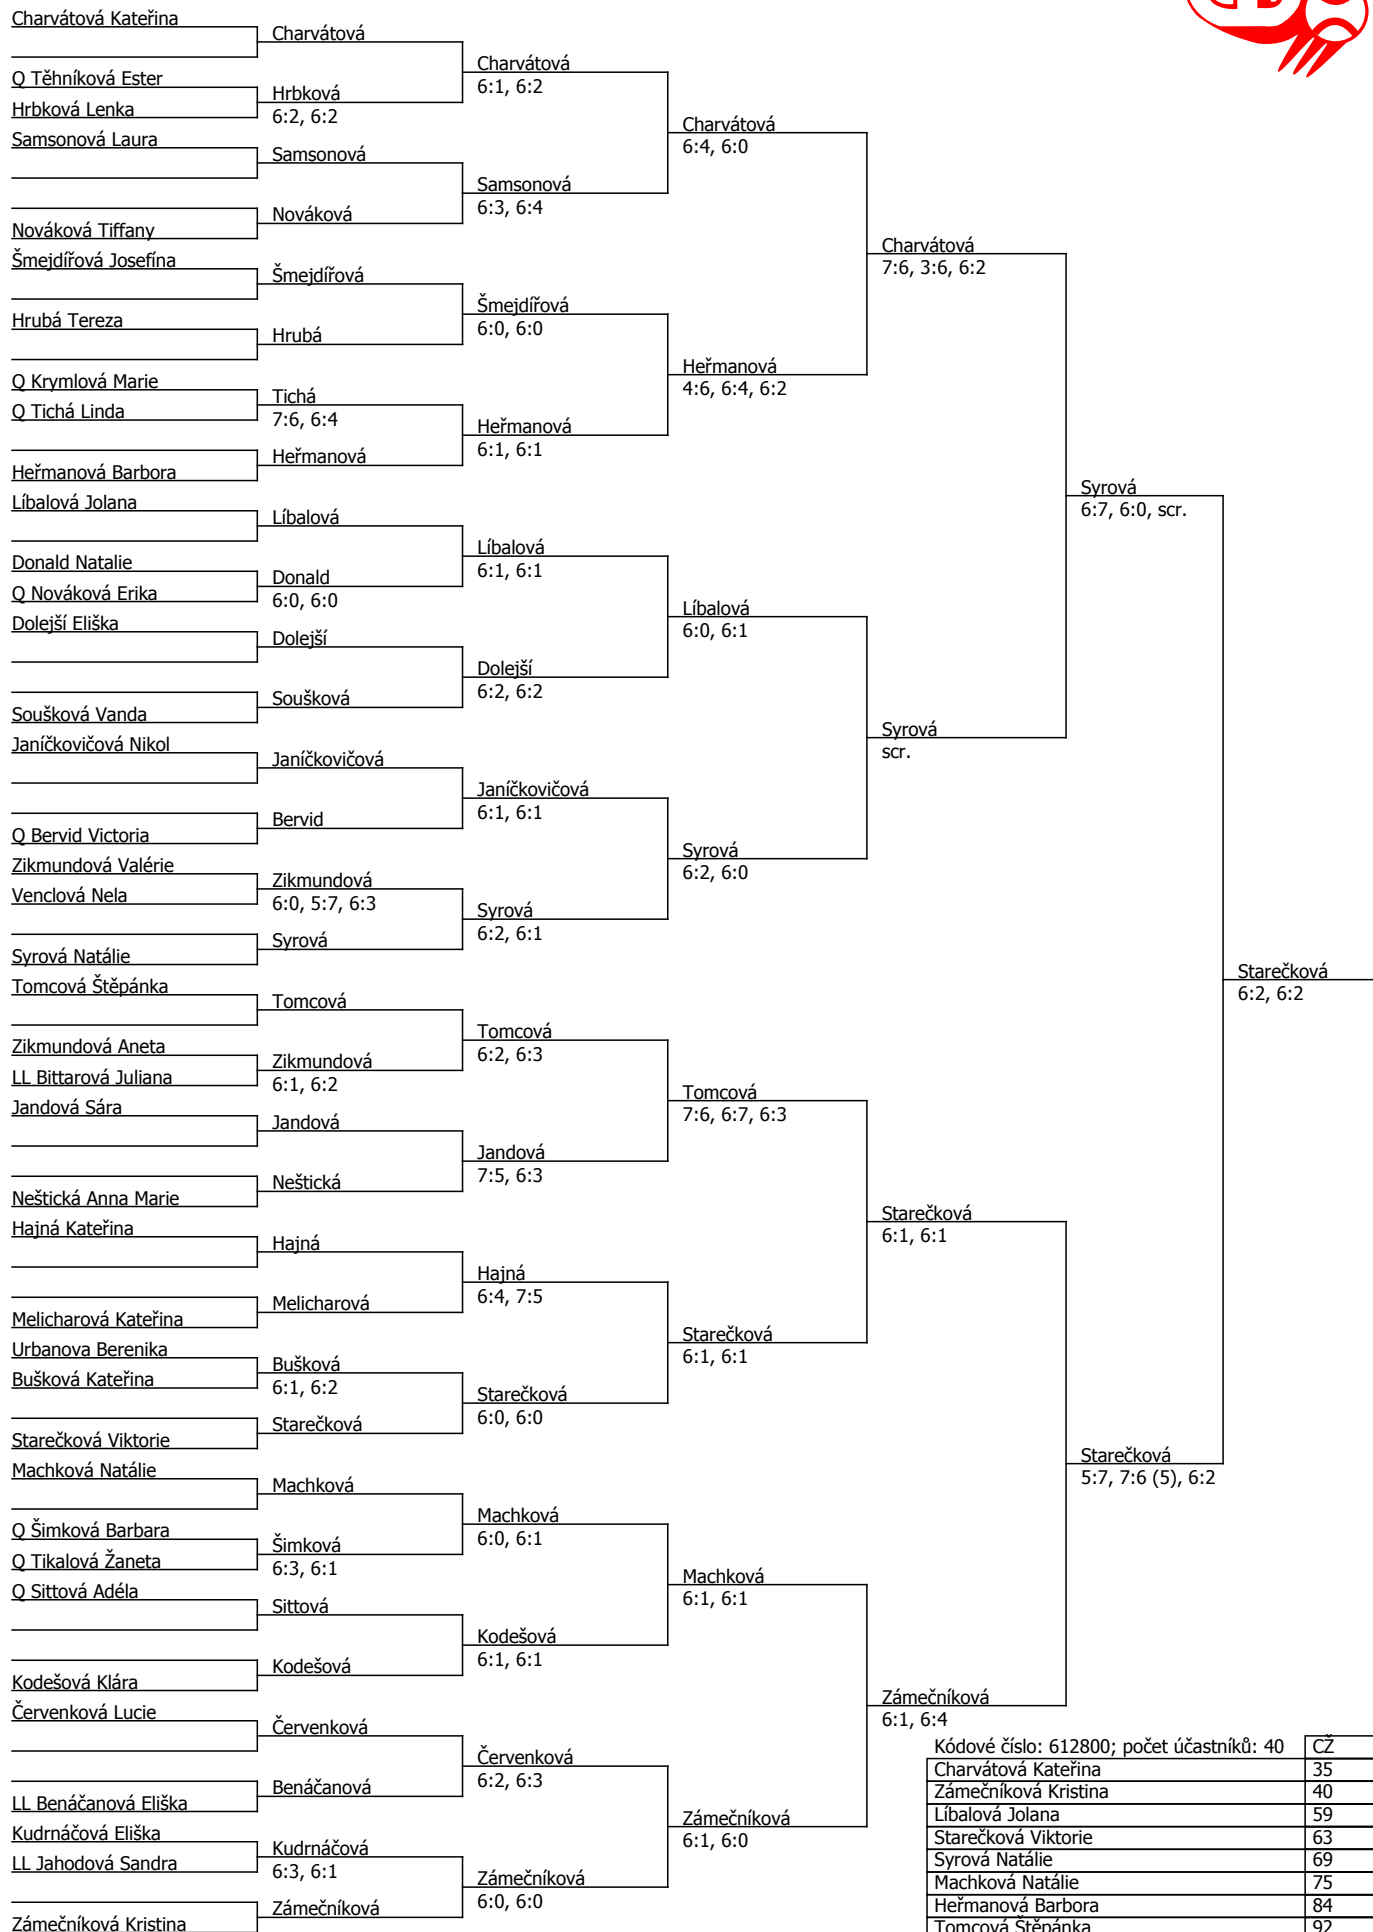 Charvátová Kateřina
Q Těhníková Ester
Hrbková Lenka
Samsonová Laura
Nováková Tiffany
Šmejdířová Josefína
Hrubá Tereza
Q Krymlová Marie
Q Tichá Linda
Heřmanová Barbora
Líbalová Jolana
Donald Natalie
Q Nováková Erika
Dolejší Eliška
Soušková Vanda
Janíčkovičová Nikol
Q Bervid Victoria
Zikmundová Valérie
Venclová Nela
Syrová Natálie
Tomcová Štěpánka
Zikmundová Aneta
LL Bittarová Juliana
Jandová Sára
Neštická Anna Marie
Hajná Kateřina
Melicharová Kateřina
Urbanova Berenika
Bušková Kateřina
Starečková Viktorie
Machková Natálie
Q Šimková Barbara
Q Tikalová Žaneta
Q Sittová Adéla
Kodešová Klára
Červenková Lucie
LL Benáčanová Eliška
Kudrnáčová Eliška
LL Jahodová Sandra
Zámečníková Kristina
Charvátová
Hrbková
6:2, 6:2
Samsonová
Nováková
Šmejdířová
Hrubá
Tichá
7:6, 6:4
Heřmanová
Líbalová
Donald
6:0, 6:0
Dolejší
Soušková
Janíčkovičová
Bervid
Zikmundová
6:0, 5:7, 6:3
Syrová
Tomcová
Zikmundová
6:1, 6:2
Jandová
Neštická
Hajná
Melicharová
Bušková
6:1, 6:2
Starečková
Machková
Šimková
6:3, 6:1
Sittová
Kodešová
Červenková
Benáčanová
Kudrnáčová
6:3, 6:1
Zámečníková
Charvátová
6:1, 6:2
Samsonová
6:3, 6:4
Šmejdířová
6:0, 6:0
Heřmanová
6:1, 6:1
Líbalová
6:1, 6:1
Dolejší
6:2, 6:2
Janíčkovičová
6:1, 6:1
Syrová
6:2, 6:1
Tomcová
6:2, 6:3
Jandová
7:5, 6:3
Hajná
6:4, 7:5
Starečková
6:0, 6:0
Machková
6:0, 6:1
Kodešová
6:1, 6:1
Červenková
6:2, 6:3
Zámečníková
6:0, 6:0
Charvátová
6:4, 6:0
Heřmanová
4:6, 6:4, 6:2
Líbalová
6:0, 6:1
Syrová
6:2, 6:0
Tomcová
7:6, 6:7, 6:3
Starečková
6:1, 6:1
Machková
6:1, 6:1
Zámečníková
6:1, 6:0
Charvátová
7:6, 3:6, 6:2
Syrová
scr.
Starečková
6:1, 6:1
Zámečníková
6:1, 6:4
Syrová
6:7, 6:0, scr.
Starečková
5:7, 7:6 (5), 6:2
Starečková
6:2, 6:2
Kódové číslo: 612800; počet účastníků: 40 CŽ
Charvátová Kateřina 35
Zámečníková Kristina 40
Líbalová Jolana 59
Starečková Viktorie 63
Syrová Natálie 69
Machková Natálie 75
Heřmanová Barbora 84
Tomcová Štěpánka 92